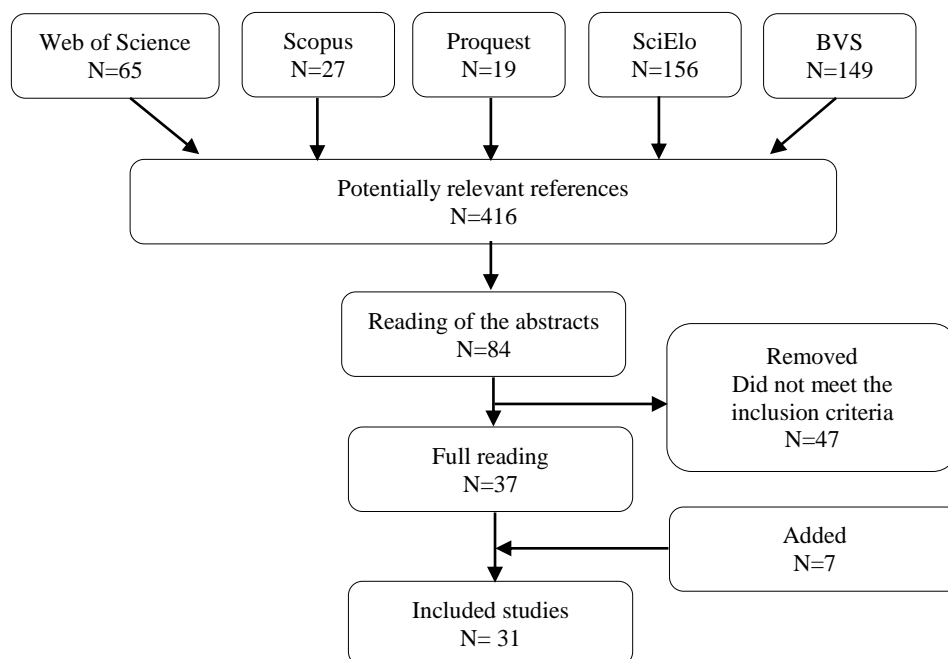 Web of Science
N=65
Scopus
N=27
Proquest
N=19
SciElo
N=156
BVS
N=149
Potentially relevant references
N=416
Reading of the abstracts
N=84
Removed
Did not meet the
inclusion criteria
N=47
Full reading
N=37
Added
N=7
Included studies
N= 31